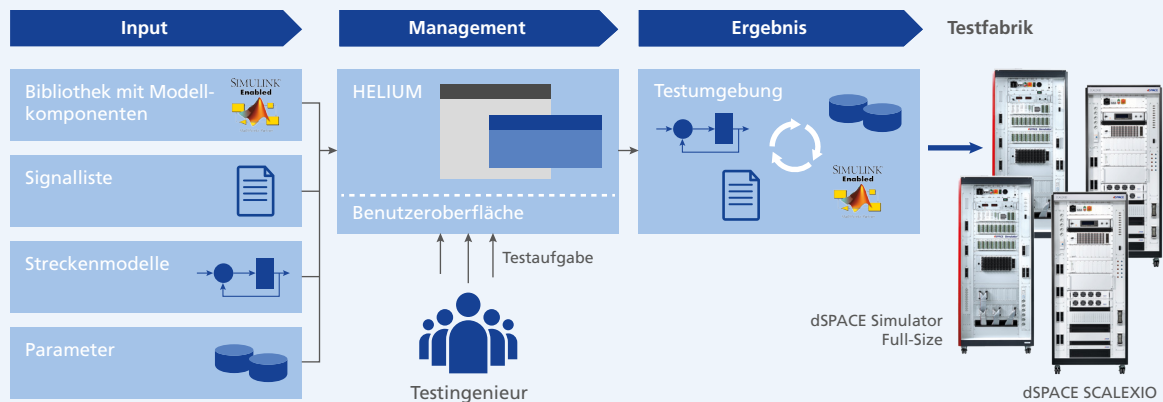 Input
Management
Ergebnis
Testfabrik
Bibliothek mit Modell-
komponenten
SIMULINK®
Enabled
Signalliste
Streckenmodelle
Parameter
HELIUM
Benutzeroberfläche
Testaufgabe
Testingenieur
Testumgebung
SIMULINK®
Enabled
dSPACE Simulator
Full-Size
dSPACE SCALEXIO